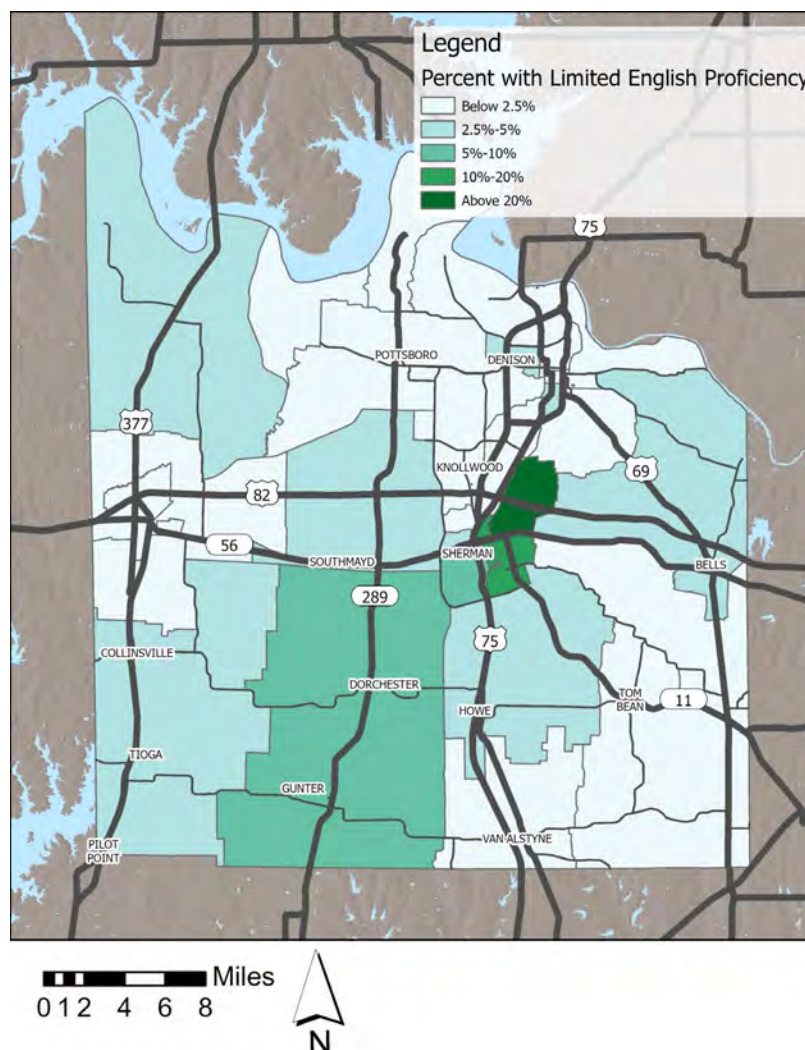 Legend
Percent with Limited English Proficiency
Below 2.5%
2.5%-5%
5%-10%
10%-20%
Above 20%
75
POTTSBORO
DENISON
377
KNOLLWOOD
69
82
56
SOUTHMAYD
SHERMAN
BELLS
289
75
COLLINSVILLE
DORCHESTER
HOWE
TOM
BEAN
11
TIOGA
GUNTER
PILOT
POINT
VAN ALSTYNE
Miles
0 1 2 4 6 8
N